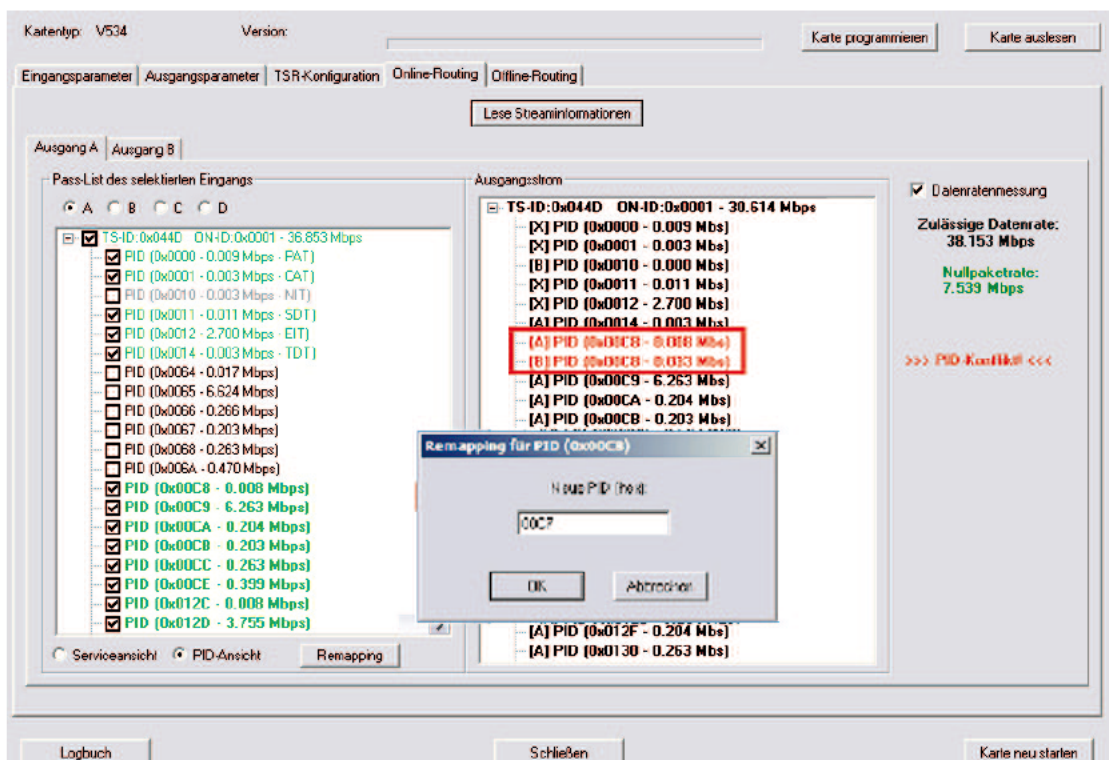 Kartentyp: V534 Version:
Karte programmieren Karte auslesen
Eingangsparameter Ausgangsparameter TSR-Konfiguration Online-Routing Offline-Routing
Lese Streaminformationen
Ausgang A Ausgang B
Pass-List des selektierten Eingangs
A B C D
TS-ID:0x044D ON-ID:0x0001 - 36.853 Mbps
PID (0x0000 - 0.009 Mbps - PAT)
PID (0x0001 - 0.003 Mbps - CAT)
PID (0x0010 - 0.003 Mbps - NIT)
PID (0x0011 - 0.011 Mbps - SDT)
PID (0x0012 - 2.700 Mbps - EIT)
PID (0x0014 - 0.003 Mbps - TDT)
PID (0x0064 - 0.017 Mbps)
PID (0x0065 - 6.624 Mbps)
PID (0x0066 - 0.266 Mbps)
PID (0x0067 - 0.203 Mbps)
PID (0x0068 - 0.263 Mbps)
PID (0x006A - 0.470 Mbps)
PID (0x00C8 - 0.008 Mbps)
PID (0x00C9 - 6.263 Mbps)
PID (0x00CA - 0.204 Mbps)
PID (0x00CB - 0.203 Mbps)
PID (0x00CC - 0.263 Mbps)
PID (0x00CE - 0.399 Mbps)
PID (0x012C - 0.008 Mbps)
PID (0x012D - 3.755 Mbps)
Serviceansicht PID-Ansicht Remapping
Ausgangsstrom
TS-ID:0x044D ON-ID:0x0001 - 30.614 Mbps
[X] PID (0x0000 - 0.009 Mbs)
[X] PID (0x0001 - 0.003 Mbs)
[B] PID (0x0010 - 0.000 Mbs)
[X] PID (0x0011 - 0.011 Mbs)
[X] PID (0x0012 - 2.700 Mbs)
[A] PID (0x0014 - 0.003 Mbs)
[A] PID (0x00C8 - 0.008 Mbs)
[B] PID (0x00C8 - 0.033 Mbs)
[A] PID (0x00C9 - 6.263 Mbs)
[A] PID (0x00CA - 0.204 Mbs)
[A] PID (0x00CB - 0.203 Mbs)
Remapping für PID (0x00C8)
Neue PID (hex):
00C7
OK Abbrechen
[A] PID (0x012F - 0.204 Mbs)
[A] PID (0x0130 - 0.263 Mbs)
Datenratenmessung
Zulässige Datenrate:
38.153 Mbps
Nullpaketrate:
7.539 Mbps
>>> PID-Konflikt! <<<
Logbuch Schließen Karte neu starten